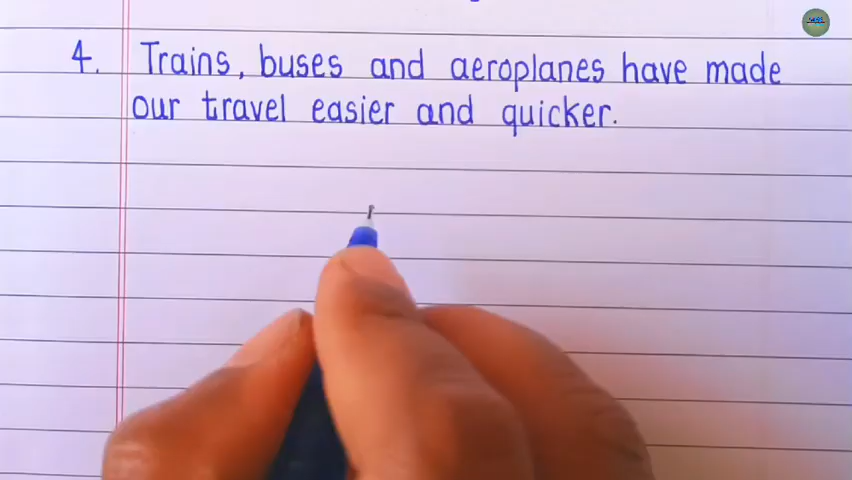 4. Trains, buses and aeroplanes have made
our travel easier and quicker.